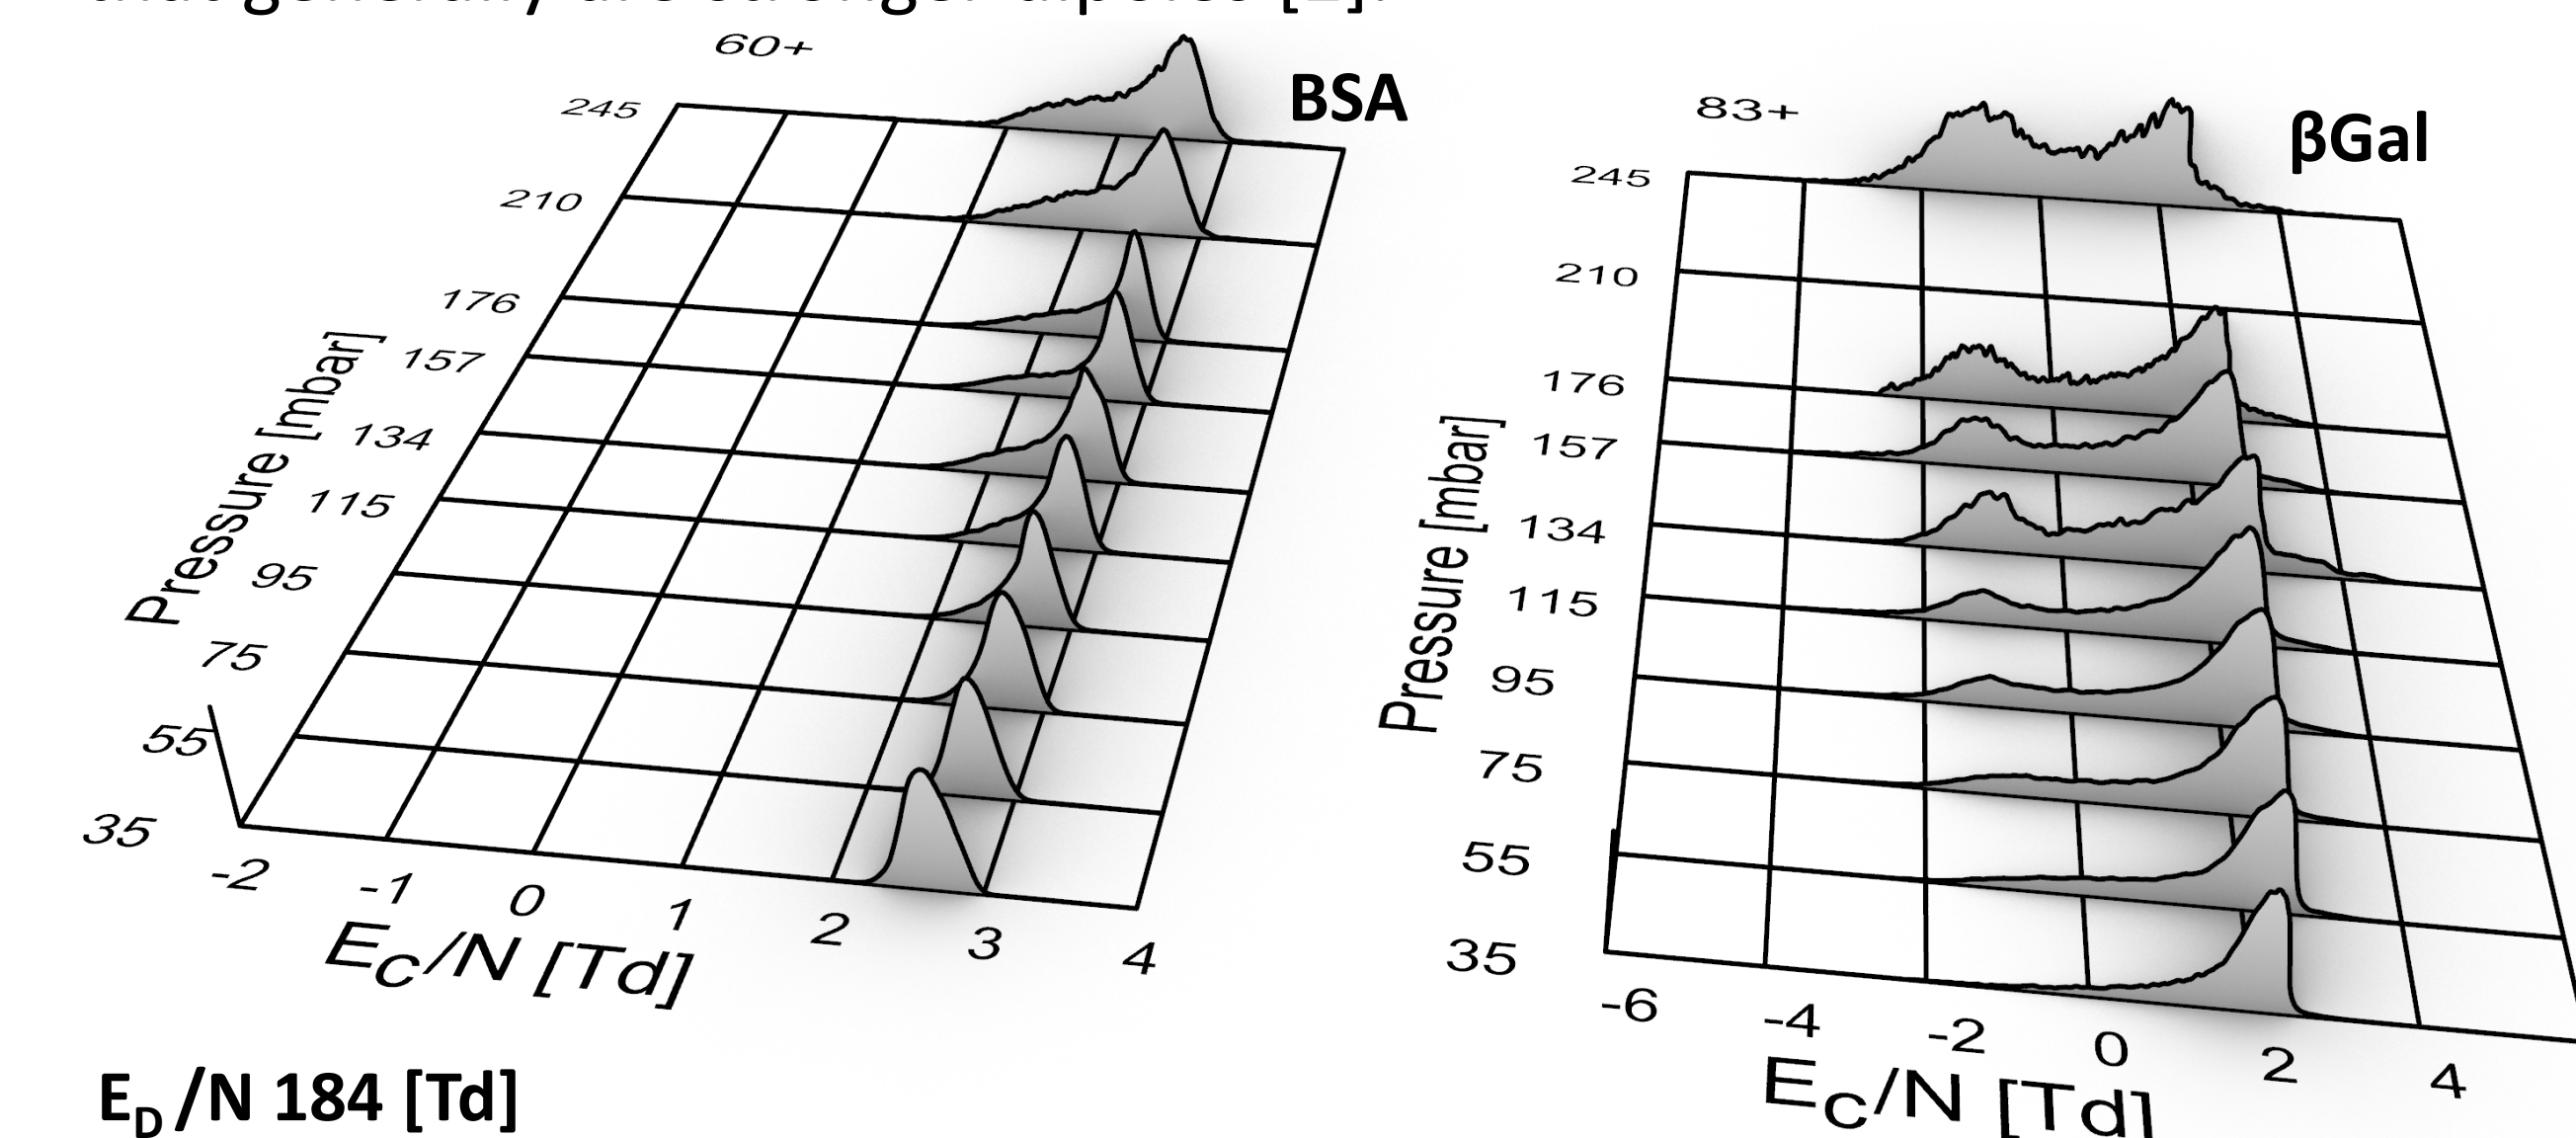 60+
BSA
245
210
176
157
134
115
95
75
55
35
Pressure [mbar]
-2 -1 0 1 2 3 4
E_C/N [Td]
E_D/N 184 [Td]
83+
βGal
245
210
176
157
134
115
95
75
55
35
Pressure [mbar]
-6 -4 -2 0 2 4
E_C/N [Td]